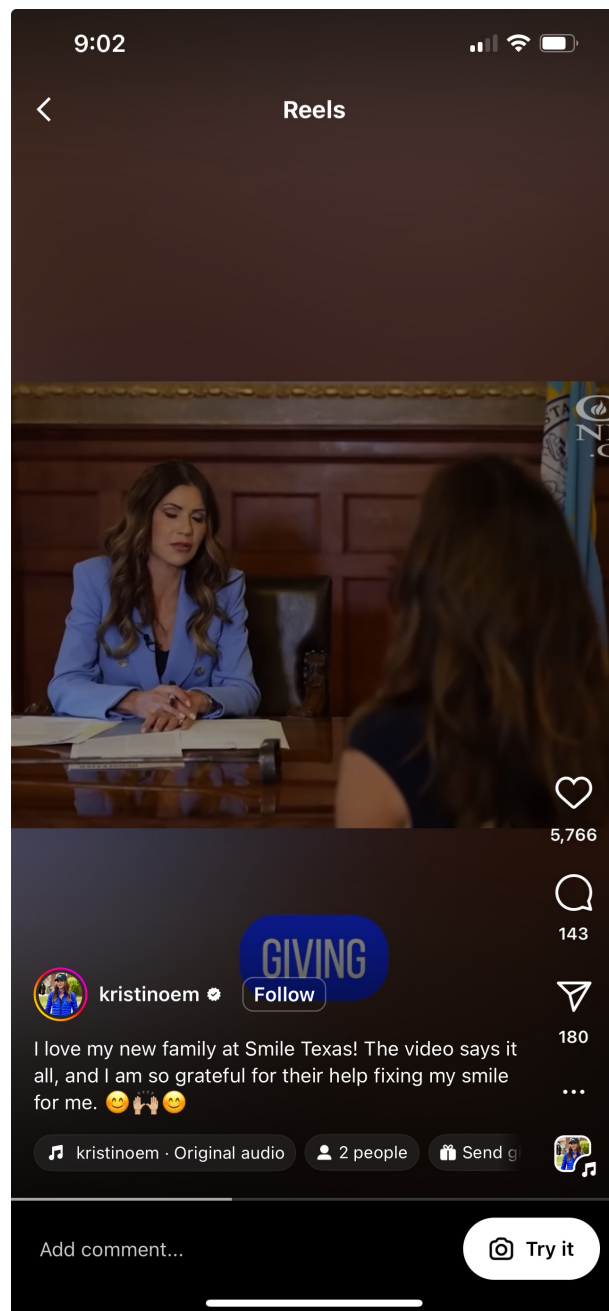 9:02
Reels
STA
N
GIVING
kristinoem
Follow
I love my new family at Smile Texas! The video says it
all, and I am so grateful for their help fixing my smile
for me. 😊🙌🏼😊
kristinoem · Original audio
2 people
Send gi
5,766
143
180
Add comment...
Try it